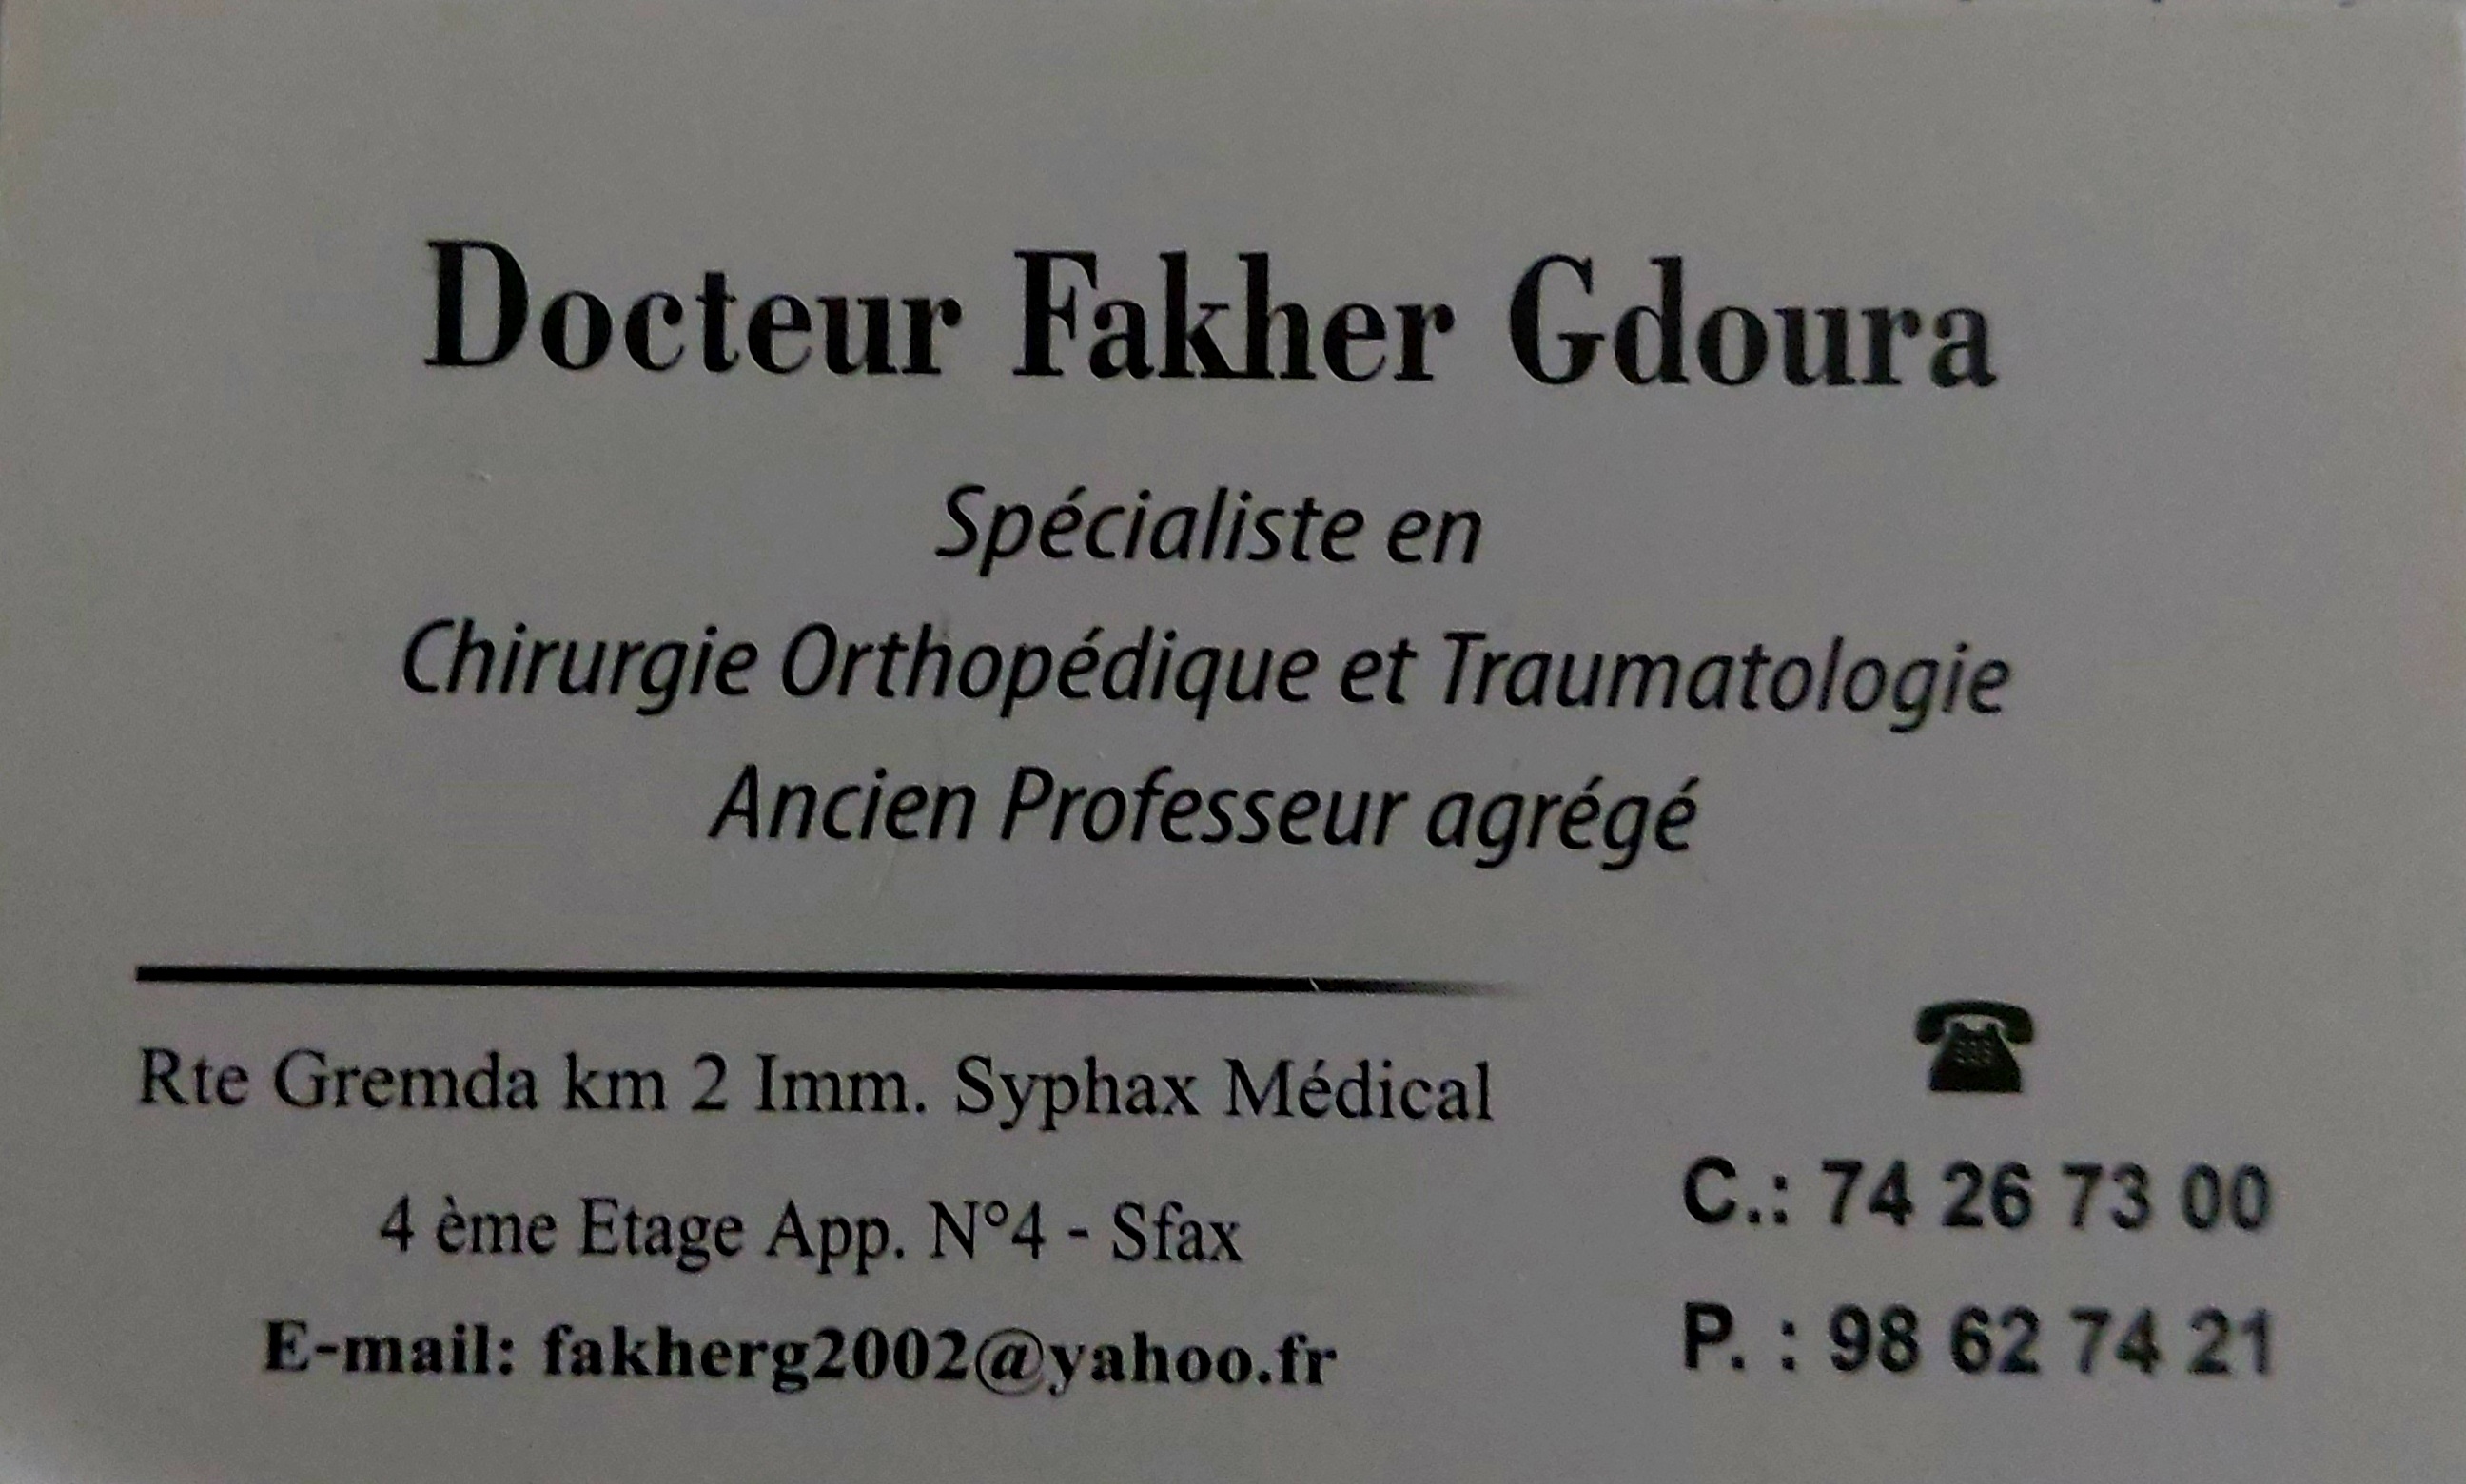 Docteur Fakher Gdoura
Spécialiste en
Chirurgie Orthopédique et Traumatologie
Ancien Professeur agrégé
Rte Gremda km 2 Imm. Syphax Médical
4 ème Etage App. N°4 - Sfax
E-mail: fakherg2002@yahoo.fr
C.: 74 26 73 00
P. : 98 62 74 21